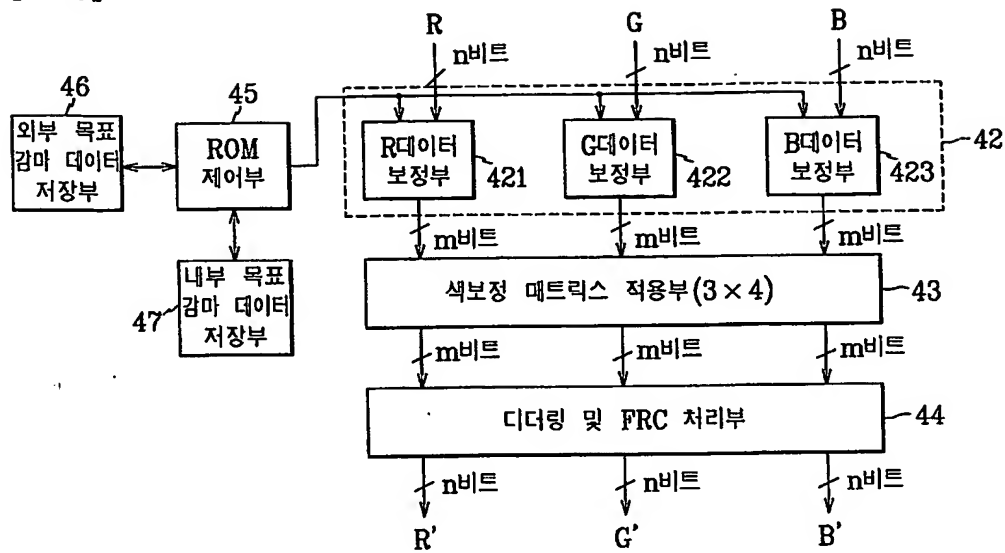 R
G
B
n비트
n비트
n비트
46
45
외부 목표
감마 데이터
저장부
ROM
제어부
R데이터
보정부
421
G데이터
보정부
422
B데이터
보정부
423
42
m비트
m비트
m비트
내부 목표
감마 데이터
저장부
47
색보정 매트릭스 적용부(3×4)
43
m비트
m비트
m비트
디더링 및 FRC 처리부
44
n비트
n비트
n비트
R'
G'
B'